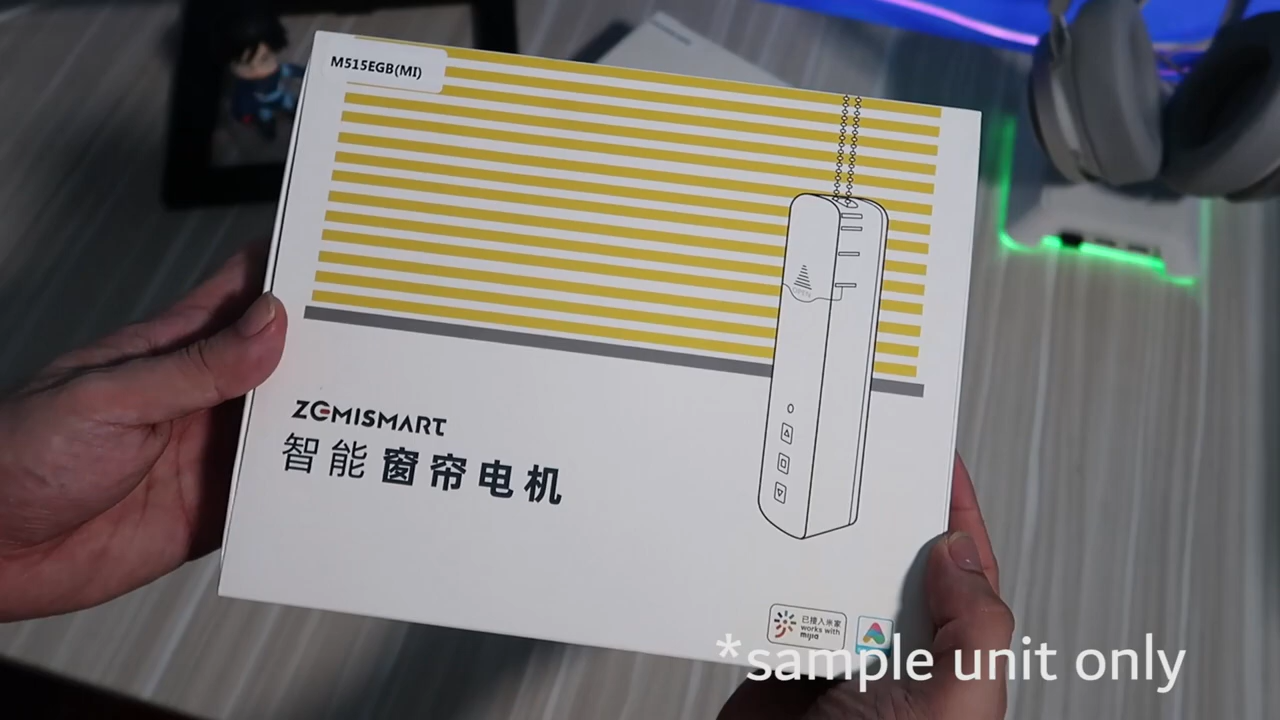 M515EGB(MI)
OPEN
ZEMISMART
智能窗帘电机
已接入米家
works with
mijia
*sample unit only